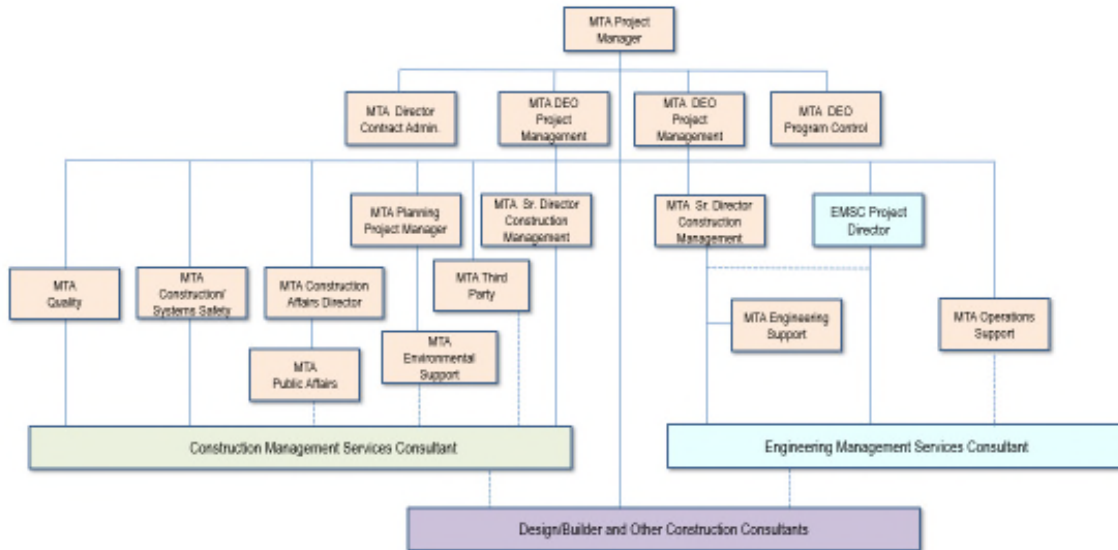 MTA Project
Manager
MTA Director
Contract Admin.
MTA DEO
Project
Management
MTA DEO
Project
Management
MTA DEO
Program Control
MTA Planning
Project Manager
MTA Sr. Director
Construction
Management
MTA Sr. Director
Construction
Management
EMSC Project
Director
MTA
Quality
MTA
Construction/
Systems Safety
MTA Construction
Affairs Director
MTA Third
Party
MTA Engineering
Support
MTA Operations
Support
MTA
Public Affairs
MTA
Environmental
Support
Construction Management Services Consultant
Engineering Management Services Consultant
Design/Builder and Other Construction Consultants